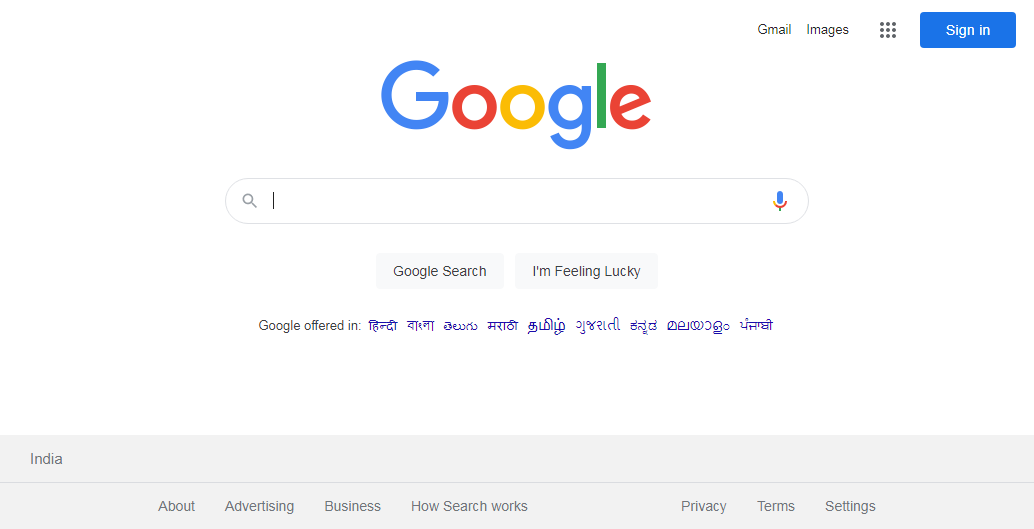 Gmail Images Sign in
Google
Google Search I'm Feeling Lucky
Google offered in: हिन्दी বাংলা తెలుగు मराठी தமிழ் ગુજરાતી ಕನ್ನಡ മലയാളം ਪੰਜਾਬੀ
India
About Advertising Business How Search works Privacy Terms Settings